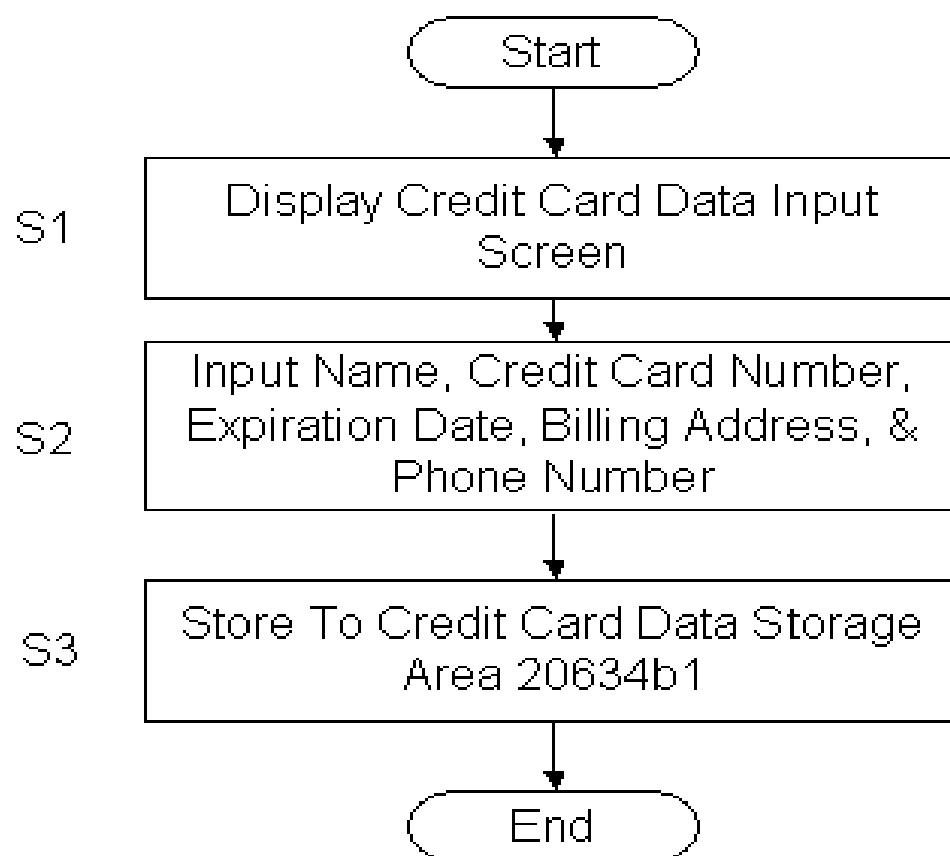 Start
S1
Display Credit Card Data Input
Screen
S2
Input Name, Credit Card Number,
Expiration Date, Billing Address, &
Phone Number
S3
Store To Credit Card Data Storage
Area 20634b1
End